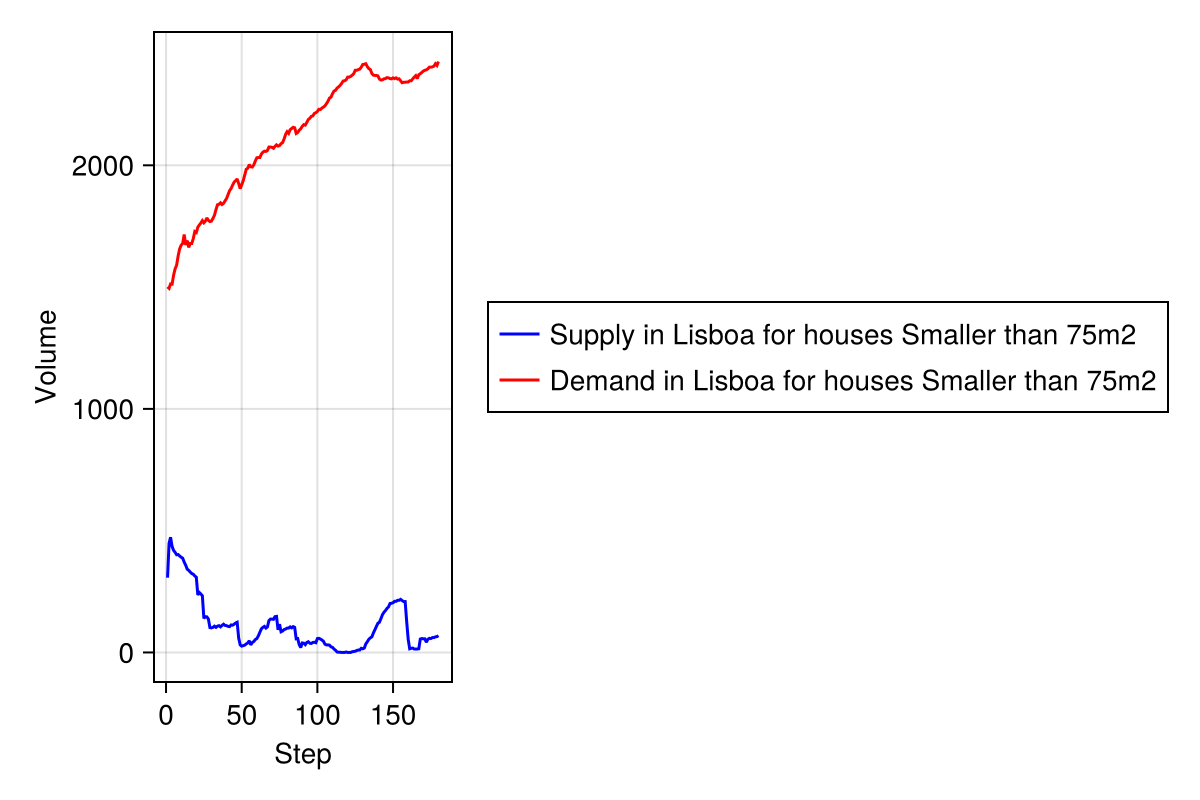 Volume
2000
1000
0
0 50 100 150
Step
Supply in Lisboa for houses Smaller than 75m2
Demand in Lisboa for houses Smaller than 75m2